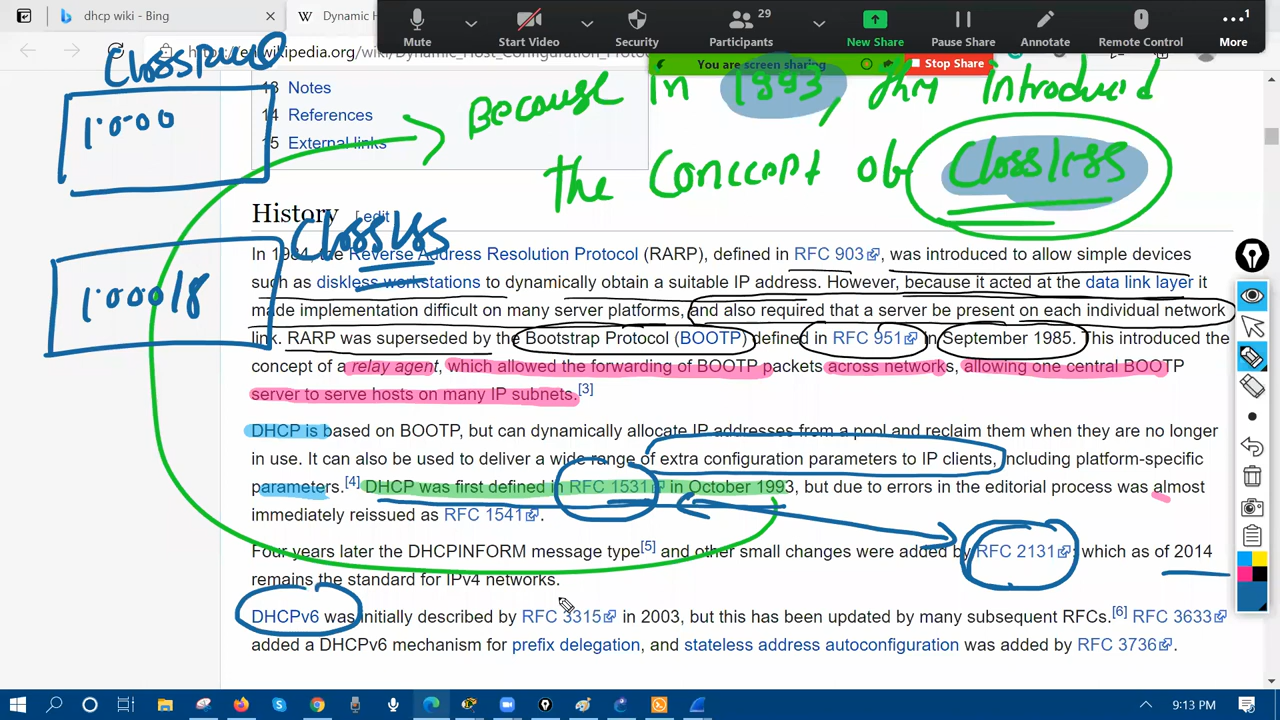 dhcp wiki - Bing
Dynamic H
29
1
Mute
Start Video
Security
Participants
New Share
Pause Share
Annotate
Remote Control
More
You are screen sharing
Stop Share
en.wikipedia.org/wiki/Dynamic_Host_Configuration_Proto
Classful
1.0.0.0
Because in 1993, they introduced
the Concept of Classless
13 Notes
14 References
15 External links
History [ edit
Classless
1.0.0.0/8
In 1984, the Reverse Address Resolution Protocol (RARP), defined in RFC 903, was introduced to allow simple devices
such as diskless workstations to dynamically obtain a suitable IP address. However, because it acted at the data link layer it
made implementation difficult on many server platforms, and also required that a server be present on each individual network
link. RARP was superseded by the Bootstrap Protocol (BOOTP) defined in RFC 951 in September 1985. This introduced the
concept of a relay agent, which allowed the forwarding of BOOTP packets across networks, allowing one central BOOTP
server to serve hosts on many IP subnets.[3]
DHCP is based on BOOTP, but can dynamically allocate IP addresses from a pool and reclaim them when they are no longer
in use. It can also be used to deliver a wide range of extra configuration parameters to IP clients, including platform-specific
parameters.[4] DHCP was first defined in RFC 1531 in October 1993, but due to errors in the editorial process was almost
immediately reissued as RFC 1541.
Four years later the DHCPINFORM message type[5] and other small changes were added by RFC 2131; which as of 2014
remains the standard for IPv4 networks.
DHCPv6 was initially described by RFC 3315 in 2003, but this has been updated by many subsequent RFCs.[6] RFC 3633
added a DHCPv6 mechanism for prefix delegation, and stateless address autoconfiguration was added by RFC 3736.
9:13 PM